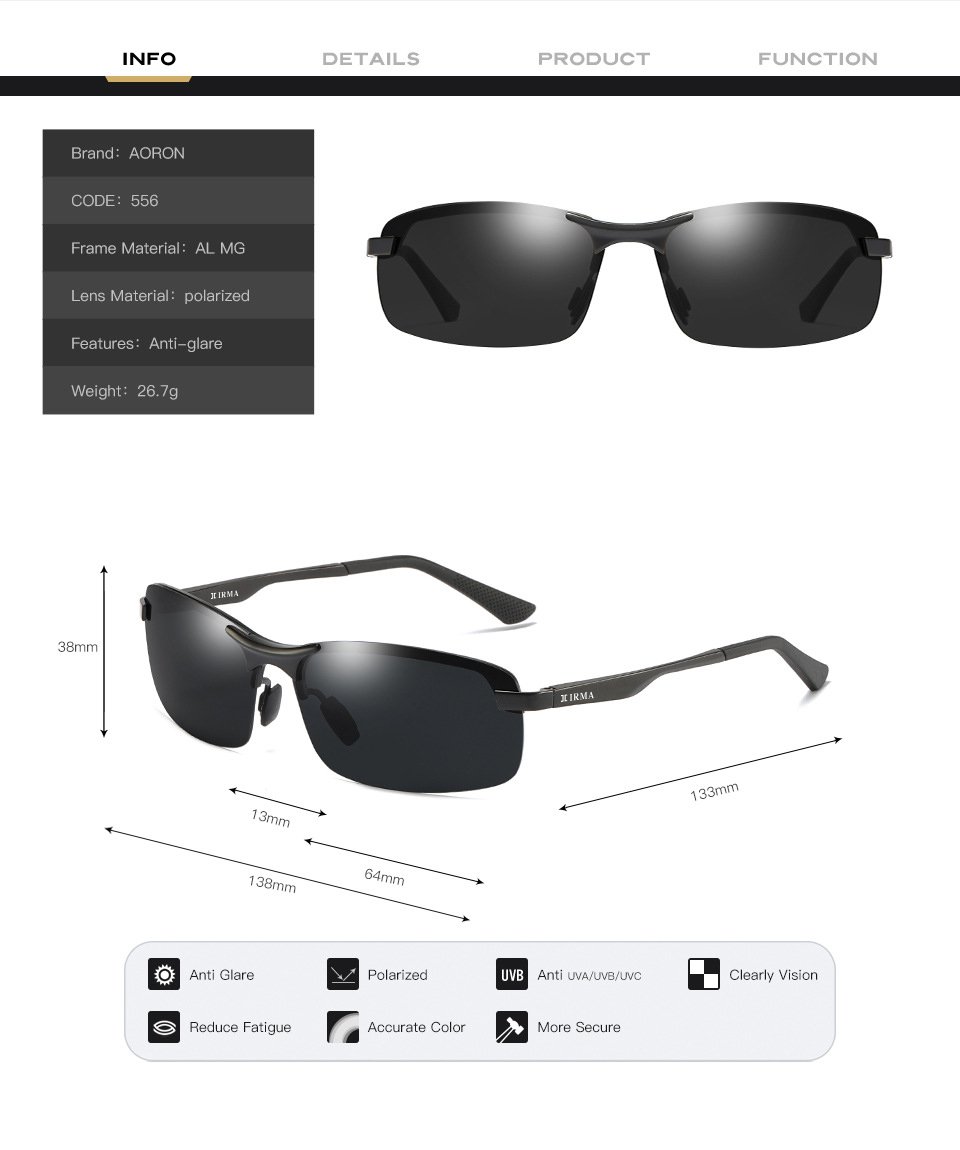 INFO DETAILS PRODUCT FUNCTION
Brand: AORON
CODE: 556
Frame Material: AL MG
Lens Material: polarized
Features: Anti-glare
Weight: 26.7g
IRMA
38mm
IRMA
133mm
13mm
64mm
138mm
Anti Glare
Polarized
UVB Anti UVA/UVB/UVC
Clearly Vision
Reduce Fatigue
Accurate Color
More Secure